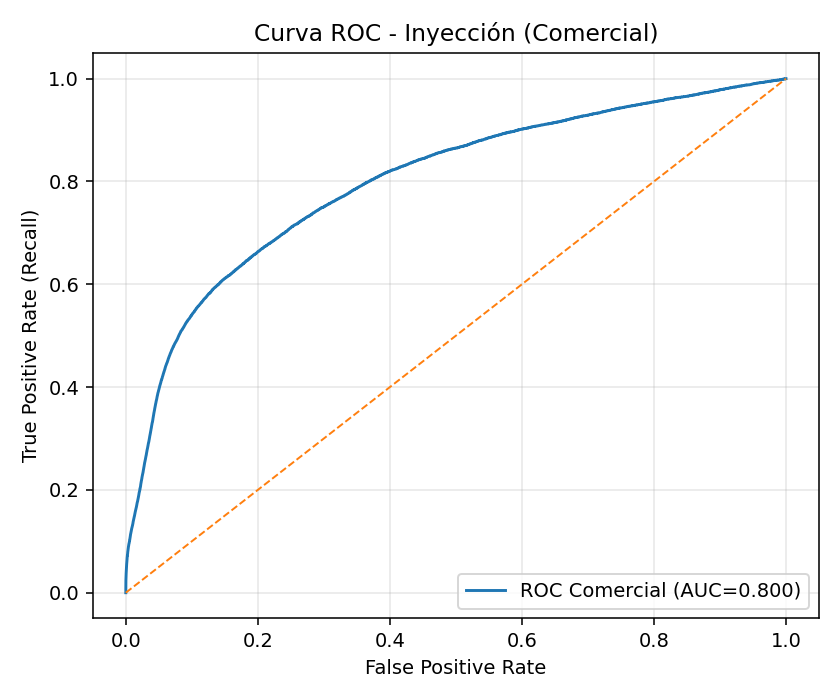 Curva ROC - Inyección (Comercial)
True Positive Rate (Recall)
1.0
0.8
0.6
0.4
0.2
0.0
ROC Comercial (AUC=0.800)
0.0 0.2 0.4 0.6 0.8 1.0
False Positive Rate